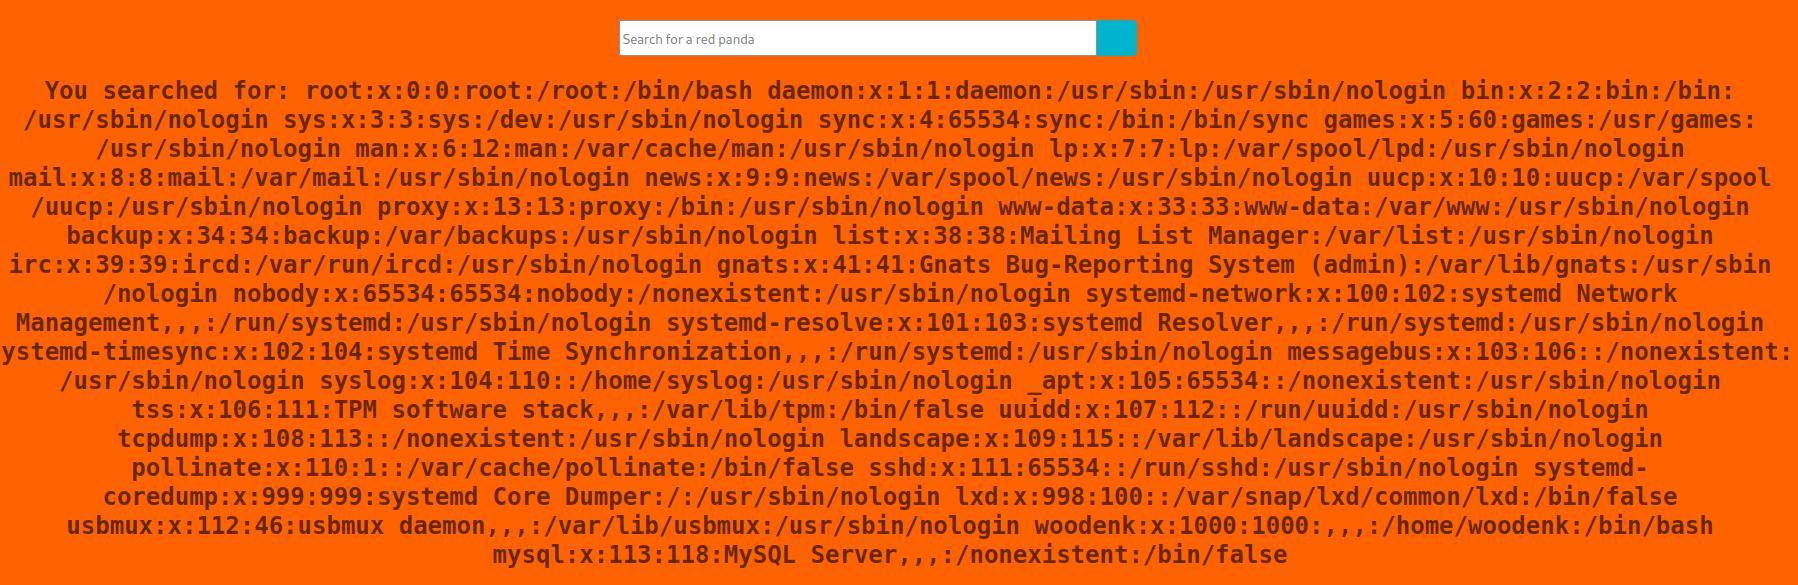 Search for a red panda
You searched for: root:x:0:0:root:/root:/bin/bash daemon:x:1:1:daemon:/usr/sbin:/usr/sbin/nologin bin:x:2:2:bin:/bin:
/usr/sbin/nologin sys:x:3:3:sys:/dev:/usr/sbin/nologin sync:x:4:65534:sync:/bin:/bin/sync games:x:5:60:games:/usr/games:
/usr/sbin/nologin man:x:6:12:man:/var/cache/man:/usr/sbin/nologin lp:x:7:7:lp:/var/spool/lpd:/usr/sbin/nologin
mail:x:8:8:mail:/var/mail:/usr/sbin/nologin news:x:9:9:news:/var/spool/news:/usr/sbin/nologin uucp:x:10:10:uucp:/var/spool
/uucp:/usr/sbin/nologin proxy:x:13:13:proxy:/bin:/usr/sbin/nologin www-data:x:33:33:www-data:/var/www:/usr/sbin/nologin
backup:x:34:34:backup:/var/backups:/usr/sbin/nologin list:x:38:38:Mailing List Manager:/var/list:/usr/sbin/nologin
irc:x:39:39:ircd:/var/run/ircd:/usr/sbin/nologin gnats:x:41:41:Gnats Bug-Reporting System (admin):/var/lib/gnats:/usr/sbin
/nologin nobody:x:65534:65534:nobody:/nonexistent:/usr/sbin/nologin systemd-network:x:100:102:systemd Network
Management,,,:/run/systemd:/usr/sbin/nologin systemd-resolve:x:101:103:systemd Resolver,,,:/run/systemd:/usr/sbin/nologin
ystemd-timesync:x:102:104:systemd Time Synchronization,,,:/run/systemd:/usr/sbin/nologin messagebus:x:103:106::/nonexistent:
/usr/sbin/nologin syslog:x:104:110::/home/syslog:/usr/sbin/nologin _apt:x:105:65534::/nonexistent:/usr/sbin/nologin
tss:x:106:111:TPM software stack,,,:/var/lib/tpm:/bin/false uuidd:x:107:112::/run/uuidd:/usr/sbin/nologin
tcpdump:x:108:113::/nonexistent:/usr/sbin/nologin landscape:x:109:115::/var/lib/landscape:/usr/sbin/nologin
pollinate:x:110:1::/var/cache/pollinate:/bin/false sshd:x:111:65534::/run/sshd:/usr/sbin/nologin systemd-
coredump:x:999:999:systemd Core Dumper:/:/usr/sbin/nologin lxd:x:998:100::/var/snap/lxd/common/lxd:/bin/false
usbmux:x:112:46:usbmux daemon,,,:/var/lib/usbmux:/usr/sbin/nologin woodenk:x:1000:1000:,,,:/home/woodenk:/bin/bash
mysql:x:113:118:MySQL Server,,,:/nonexistent:/bin/false